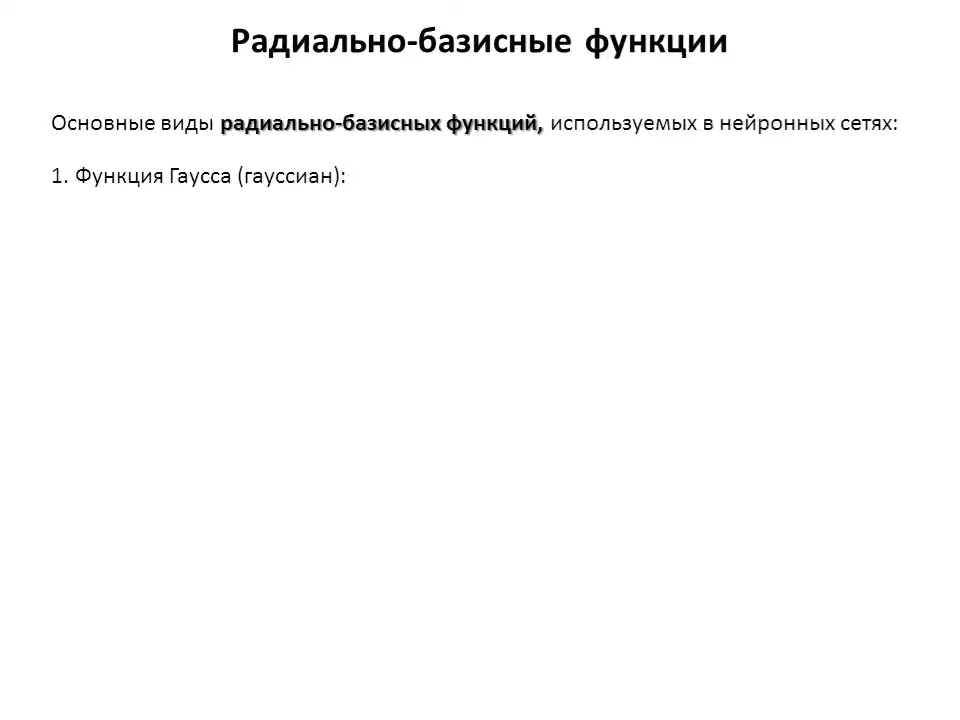 Радиально-базисные функции
Основные виды радиально-базисных функций, используемых в нейронных сетях:
1. Функция Гаусса (гауссиан):